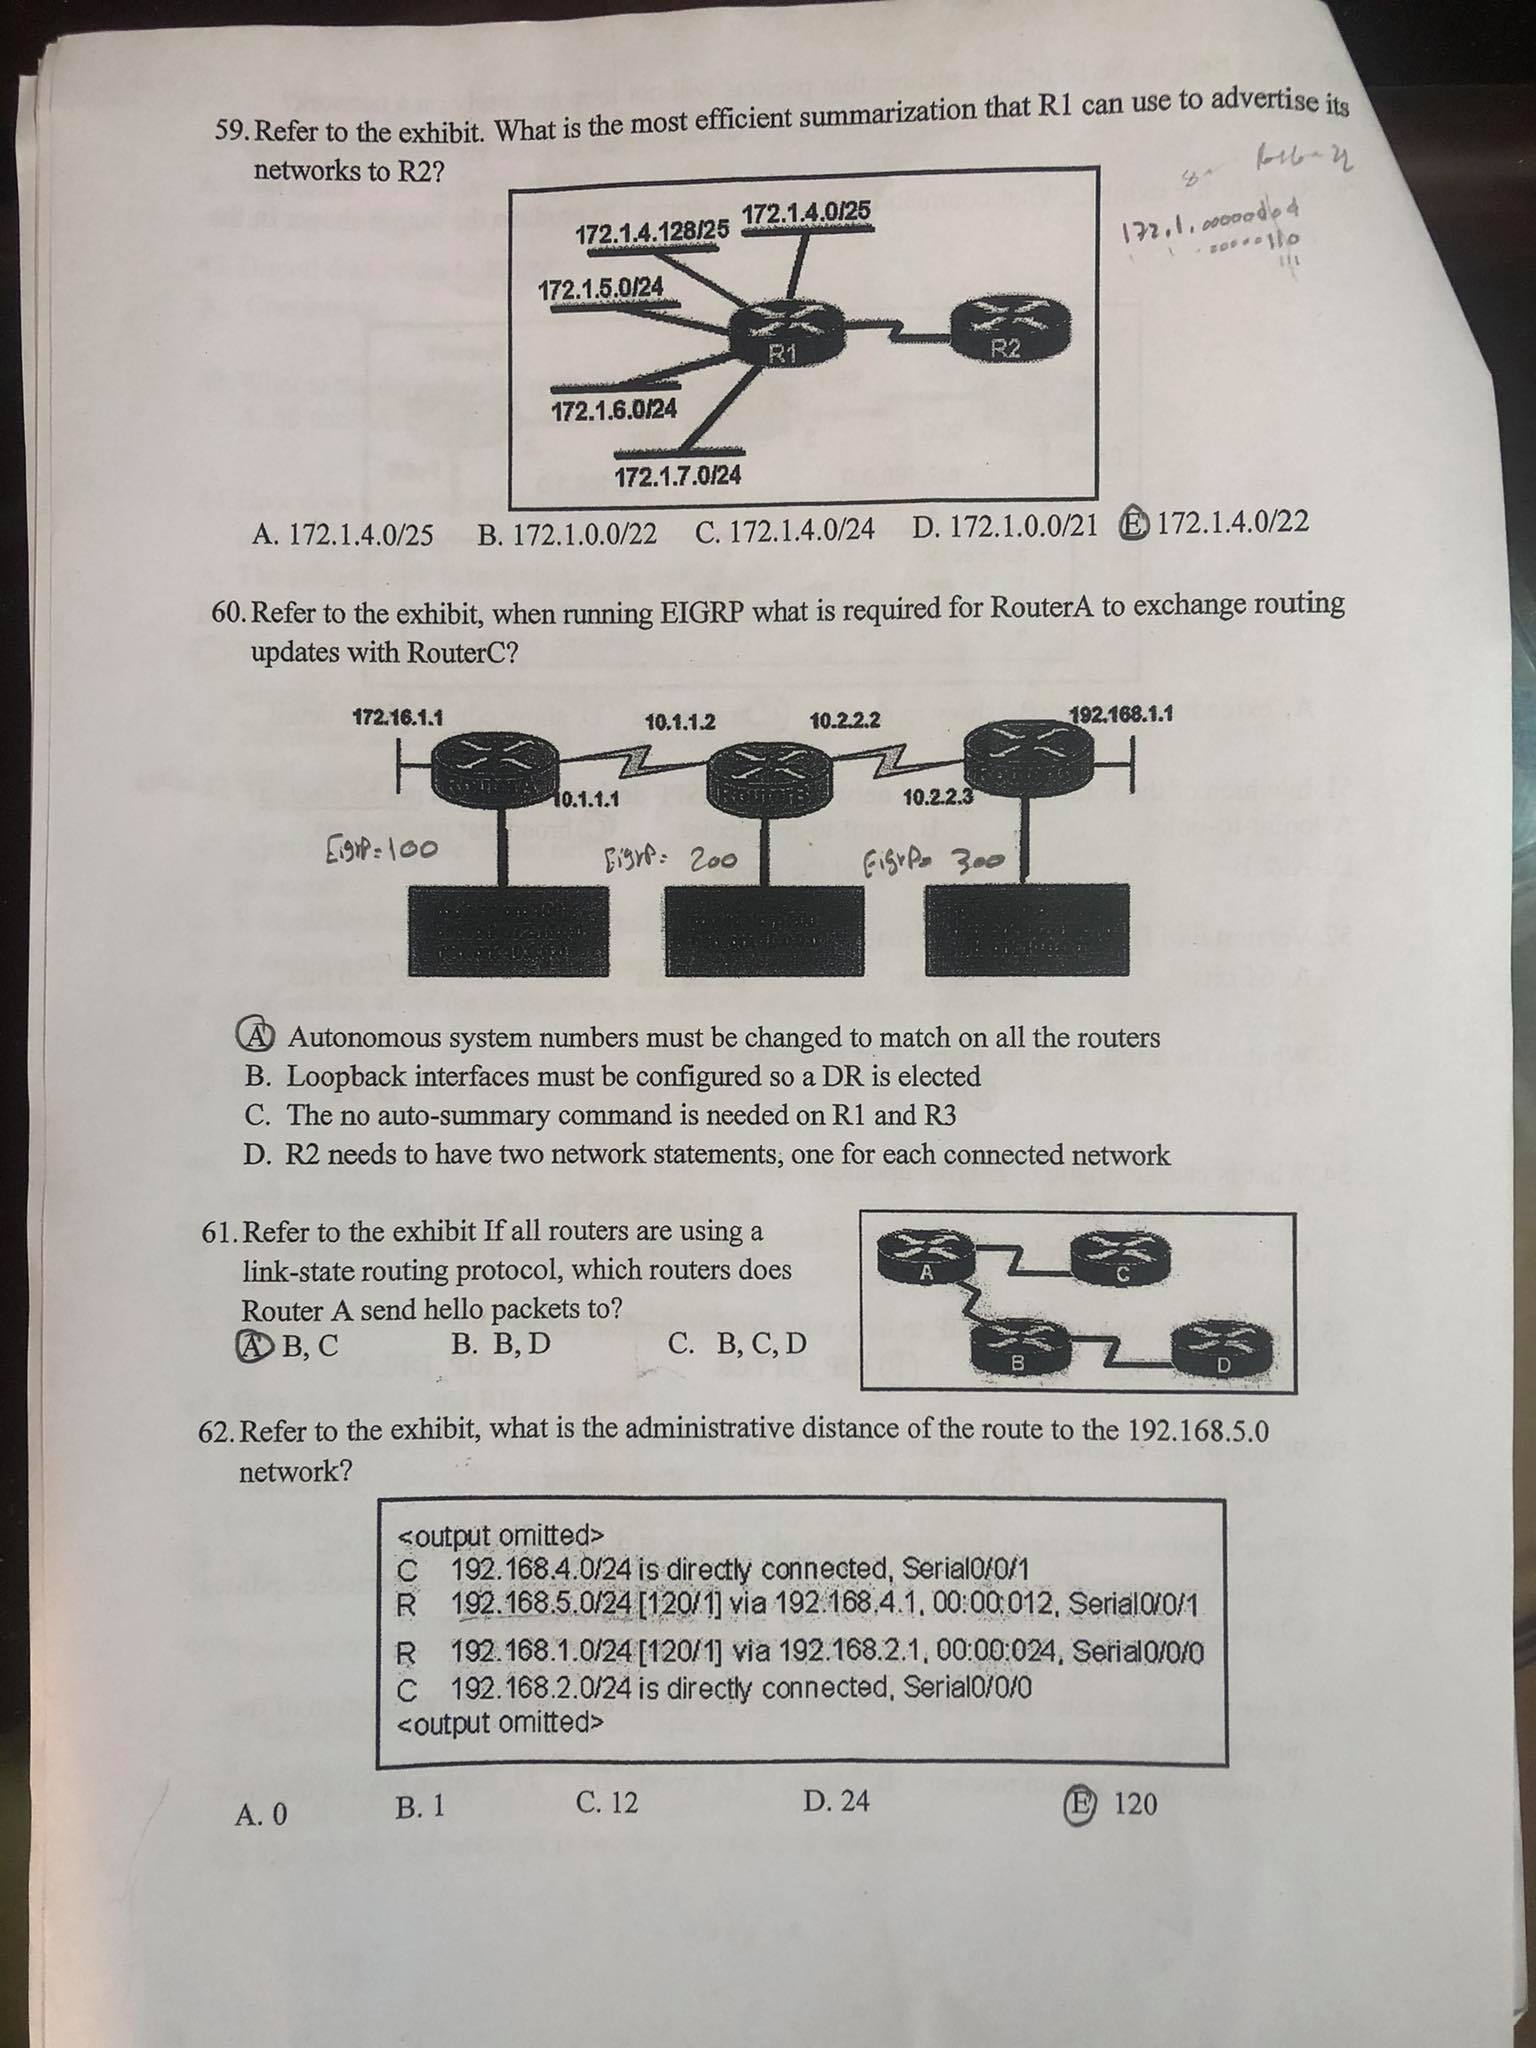 59. Refer to the exhibit. What is the most efficient summarization that R1 can use to advertise its
networks to R2?
172.1.4.128/25 172.1.4.0/25
172.1.
172.1.5.0/24
R1 R2
172.1.6.0/24
172.1.7.0/24
A. 172.1.4.0/25 B. 172.1.0.0/22 C. 172.1.4.0/24 D. 172.1.0.0/21 E 172.1.4.0/22
60. Refer to the exhibit, when running EIGRP what is required for RouterA to exchange routing
updates with RouterC?
172.16.1.1 10.1.1.2 10.2.2.2 192.168.1.1
RouterA RouterB RouterC
10.1.1.1 10.2.2.3
EigrP=100 EigrP= 200 EigrP= 300
A Autonomous system numbers must be changed to match on all the routers
B. Loopback interfaces must be configured so a DR is elected
C. The no auto-summary command is needed on R1 and R3
D. R2 needs to have two network statements, one for each connected network
61. Refer to the exhibit If all routers are using a
link-state routing protocol, which routers does
Router A send hello packets to?
A B, C B. B, D C. B, C, D
A C
B D
62. Refer to the exhibit, what is the administrative distance of the route to the 192.168.5.0
network?
<output omitted>
C 192.168.4.0/24 is directly connected, Serial0/0/1
R 192.168.5.0/24 [120/1] via 192.168.4.1, 00:00:012, Serial0/0/1
R 192.168.1.0/24 [120/1] via 192.168.2.1, 00:00:024, Serial0/0/0
C 192.168.2.0/24 is directly connected, Serial0/0/0
<output omitted>
A. 0 B. 1 C. 12 D. 24 E 120